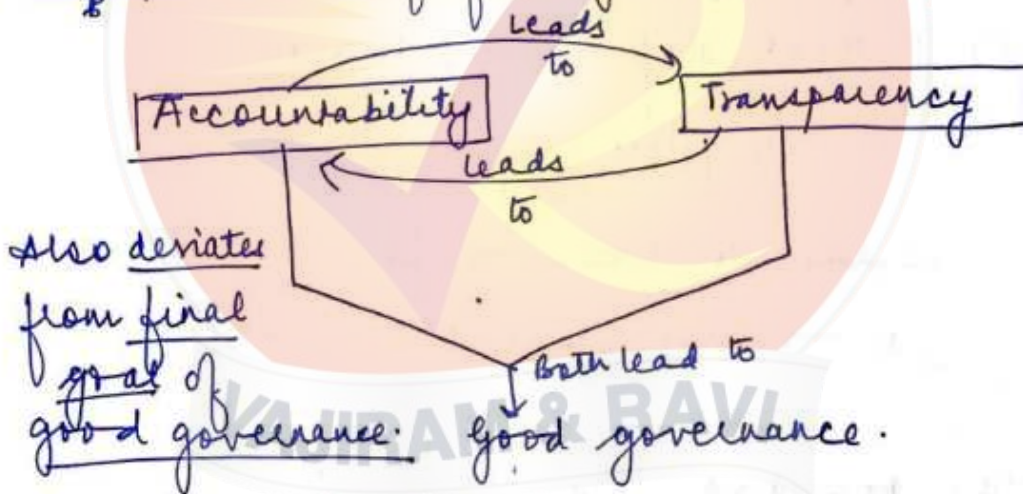 Leads
to
Accountability
Transparency
leads
to
Also deviates
from final
goal of
good governance.
Both lead to
Good governance.
VAJIRAM & RAVI